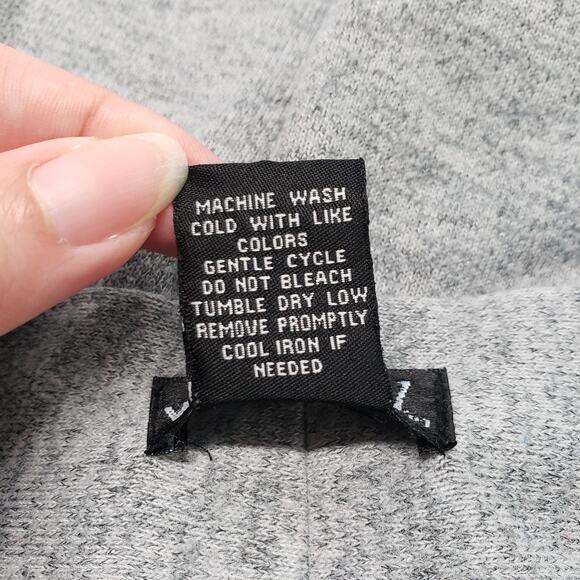 MACHINE WASH
COLD WITH LIKE
COLORS
GENTLE CYCLE
DO NOT BLEACH
TUMBLE DRY LOW
REMOVE PROMPTLY
COOL IRON IF
NEEDED